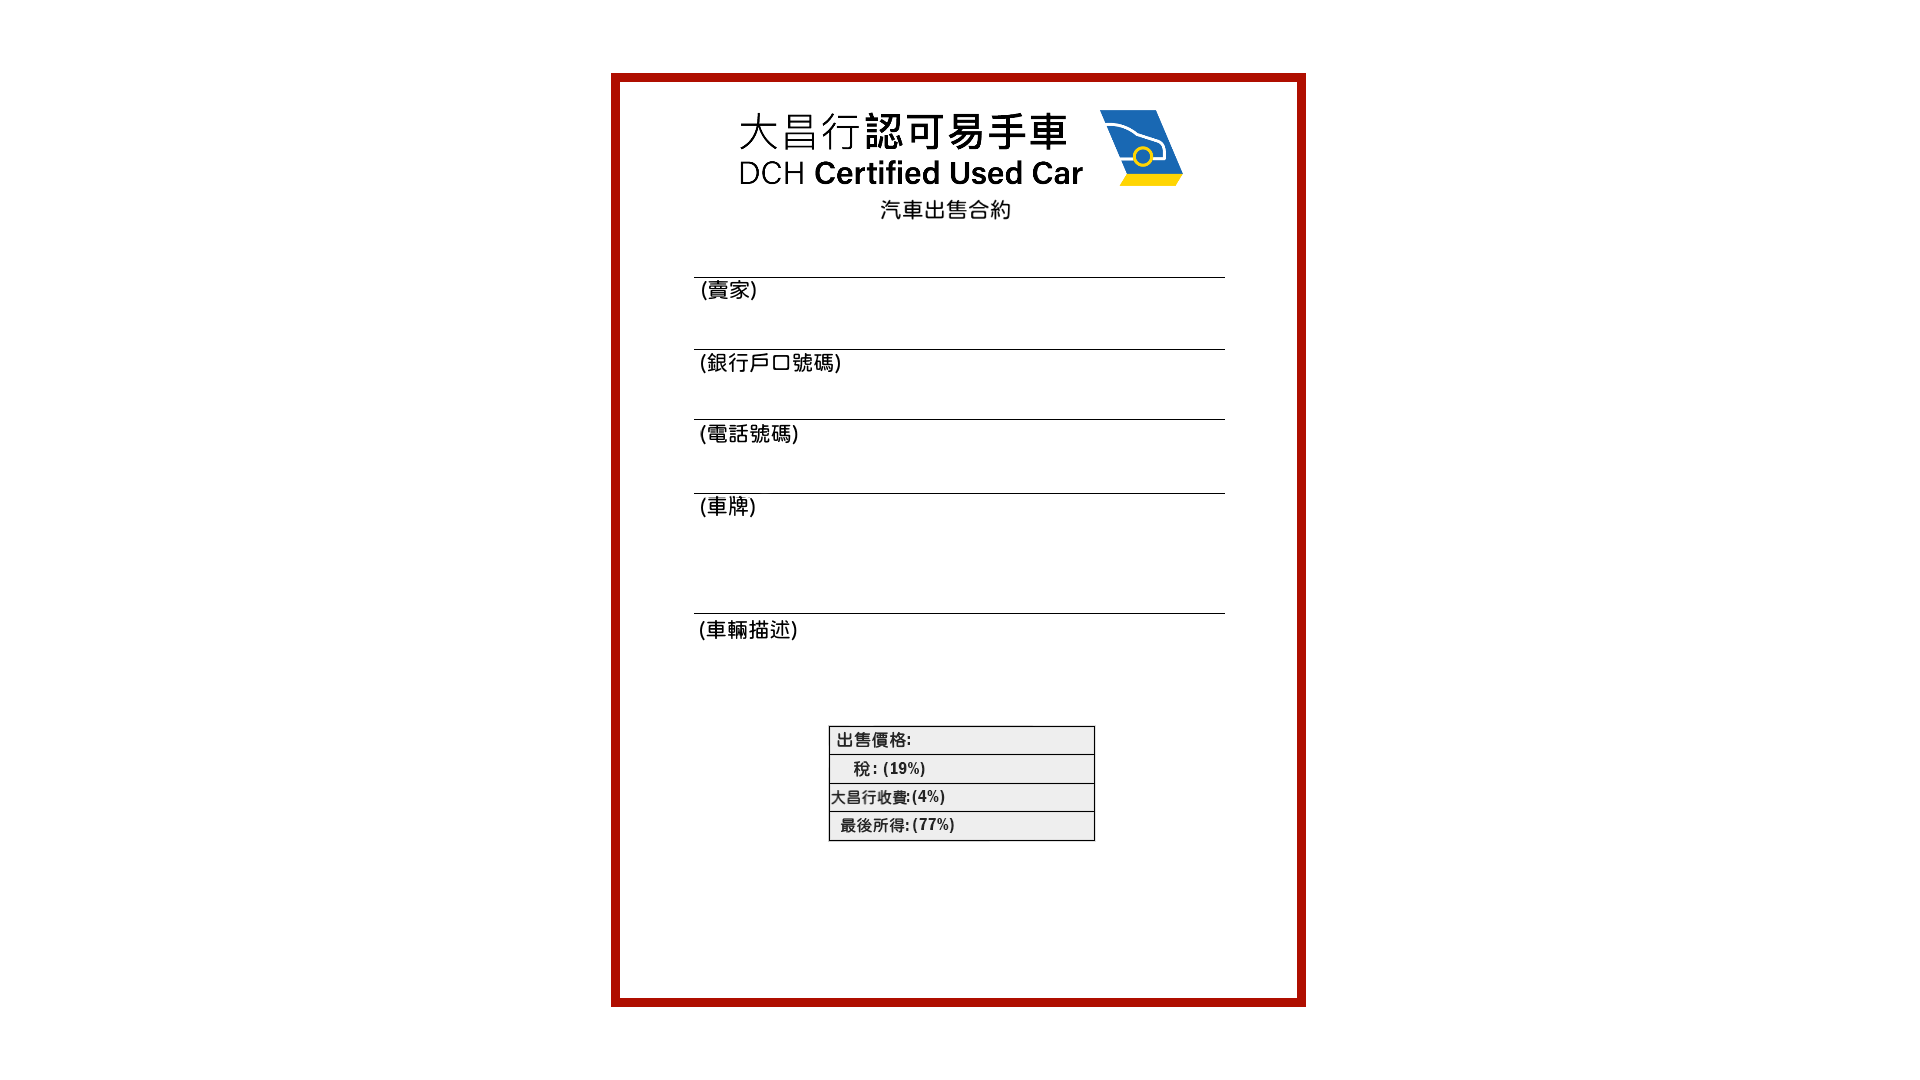 大昌行認可易手車
DCH Certified Used Car
汽車出售合約
(賣家)
(銀行戶口號碼)
(電話號碼)
(車牌)
(車輛描述)
出售價格:
稅: (19%)
大昌行收費:(4%)
最後所得:(77%)